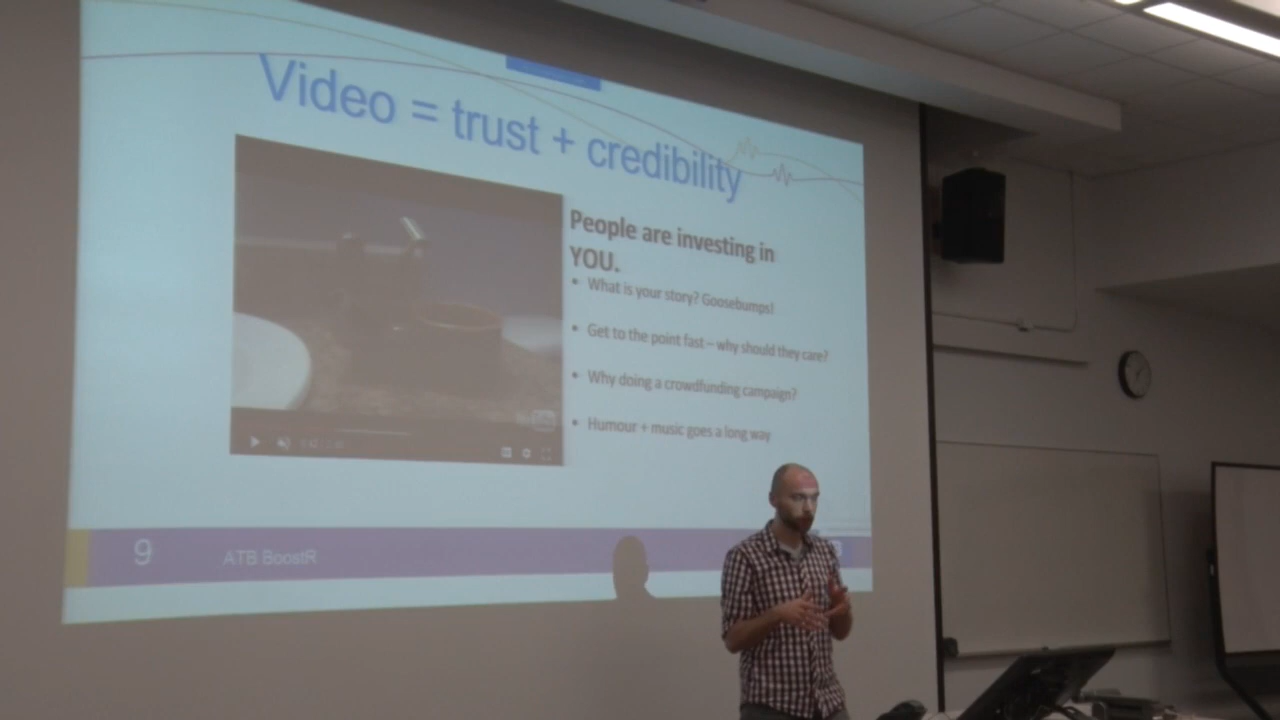 Video = trust + credibility
People are investing in
YOU.
• What is your story? Goosebumps!
• Get to the point fast – why should they care?
• Why doing a crowdfunding campaign?
• Humour + music goes a long way
9
ATB BoostR